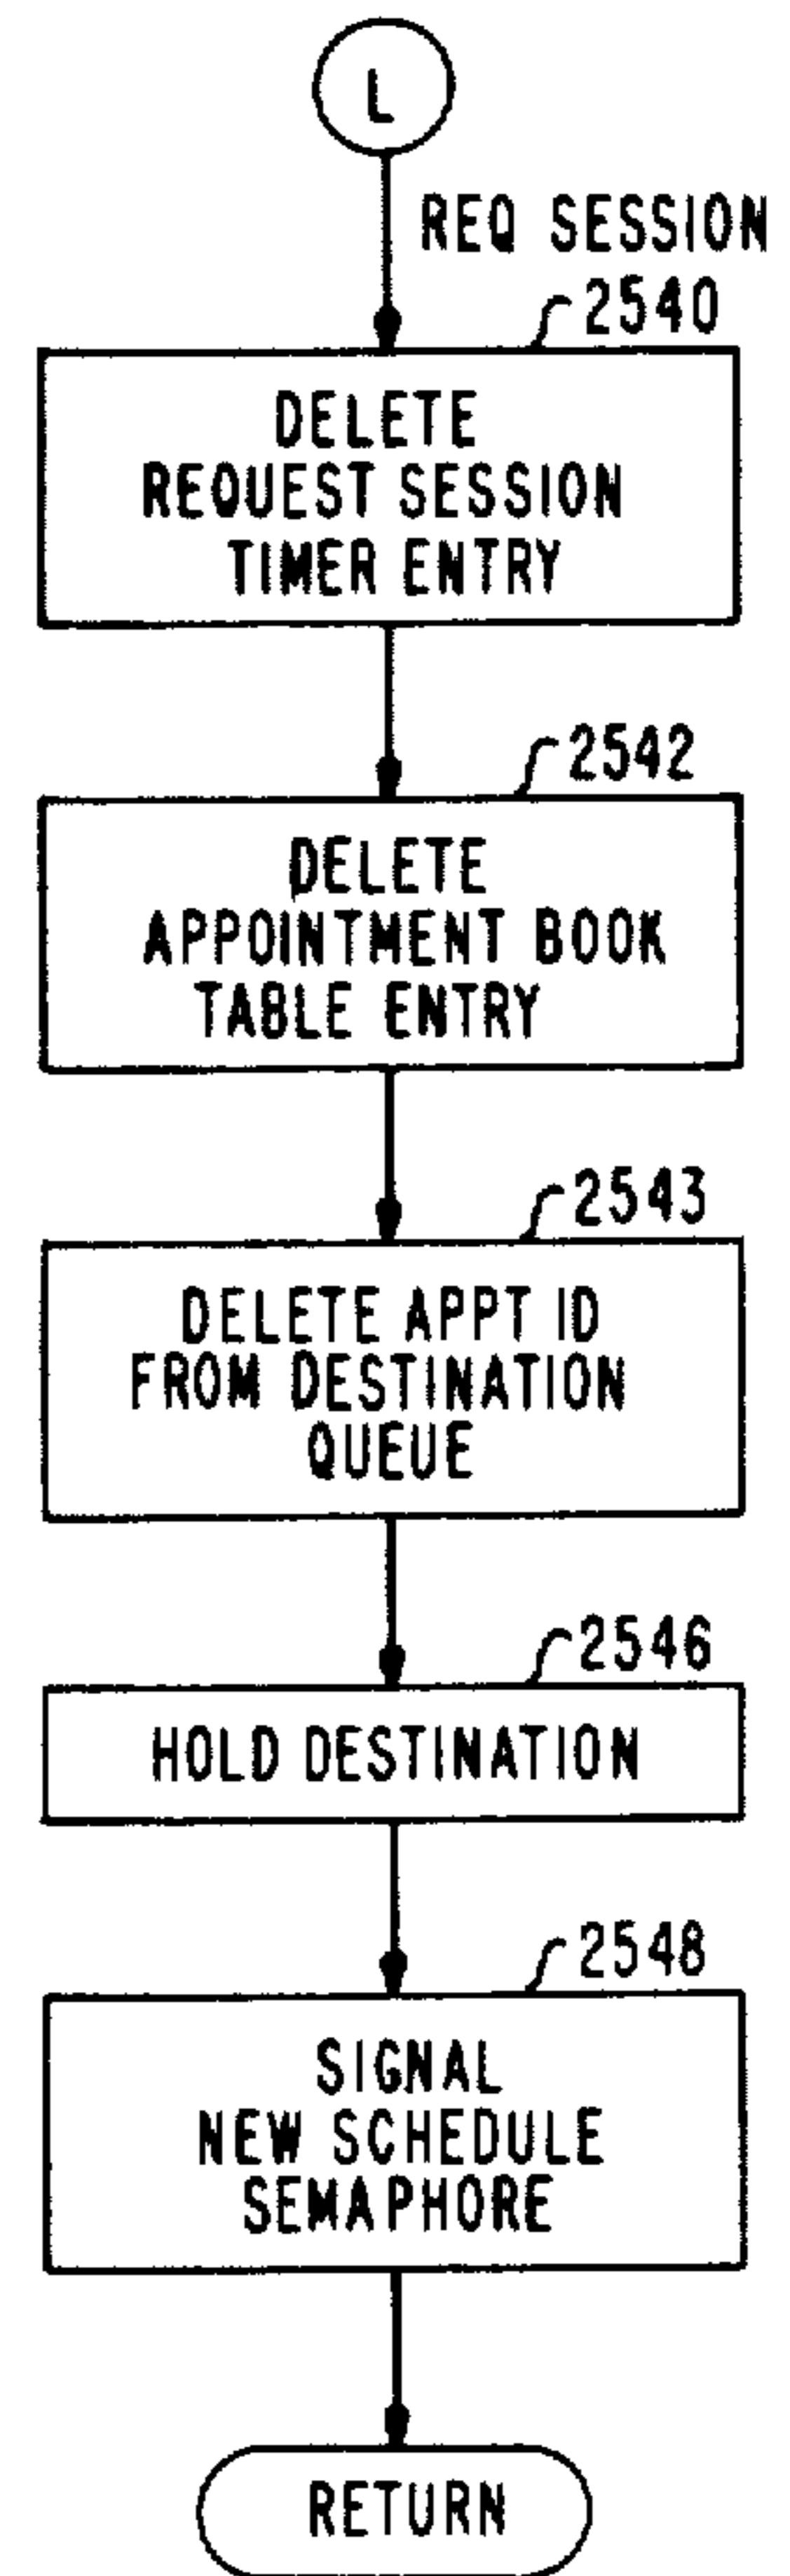 L
REQ SESSION
2540
DELETE
REQUEST SESSION
TIMER ENTRY
2542
DELETE
APPOINTMENT BOOK
TABLE ENTRY
2543
DELETE APPT ID
FROM DESTINATION
QUEUE
2546
HOLD DESTINATION
2548
SIGNAL
NEW SCHEDULE
SEMAPHORE
RETURN